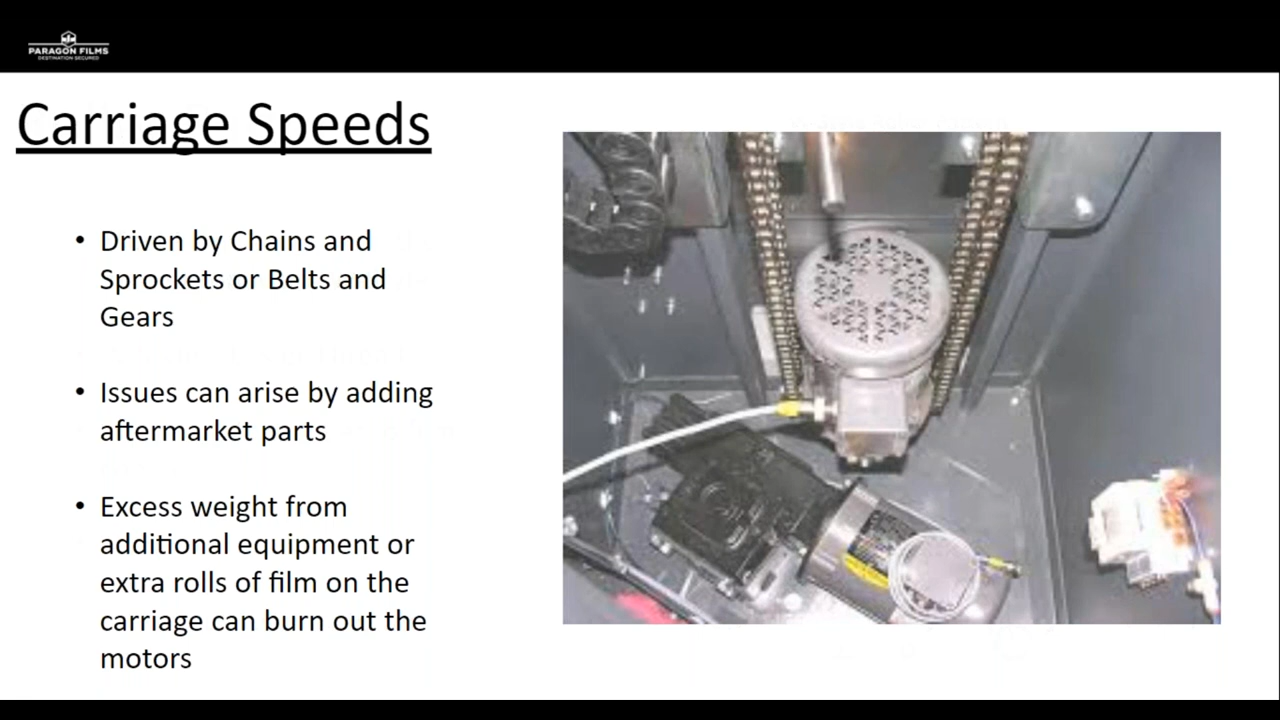 PARAGON FILMS
DESTINATION SECURED
Carriage Speeds
• Driven by Chains and
Sprockets or Belts and
Gears
• Issues can arise by adding
aftermarket parts
• Excess weight from
additional equipment or
extra rolls of film on the
carriage can burn out the
motors